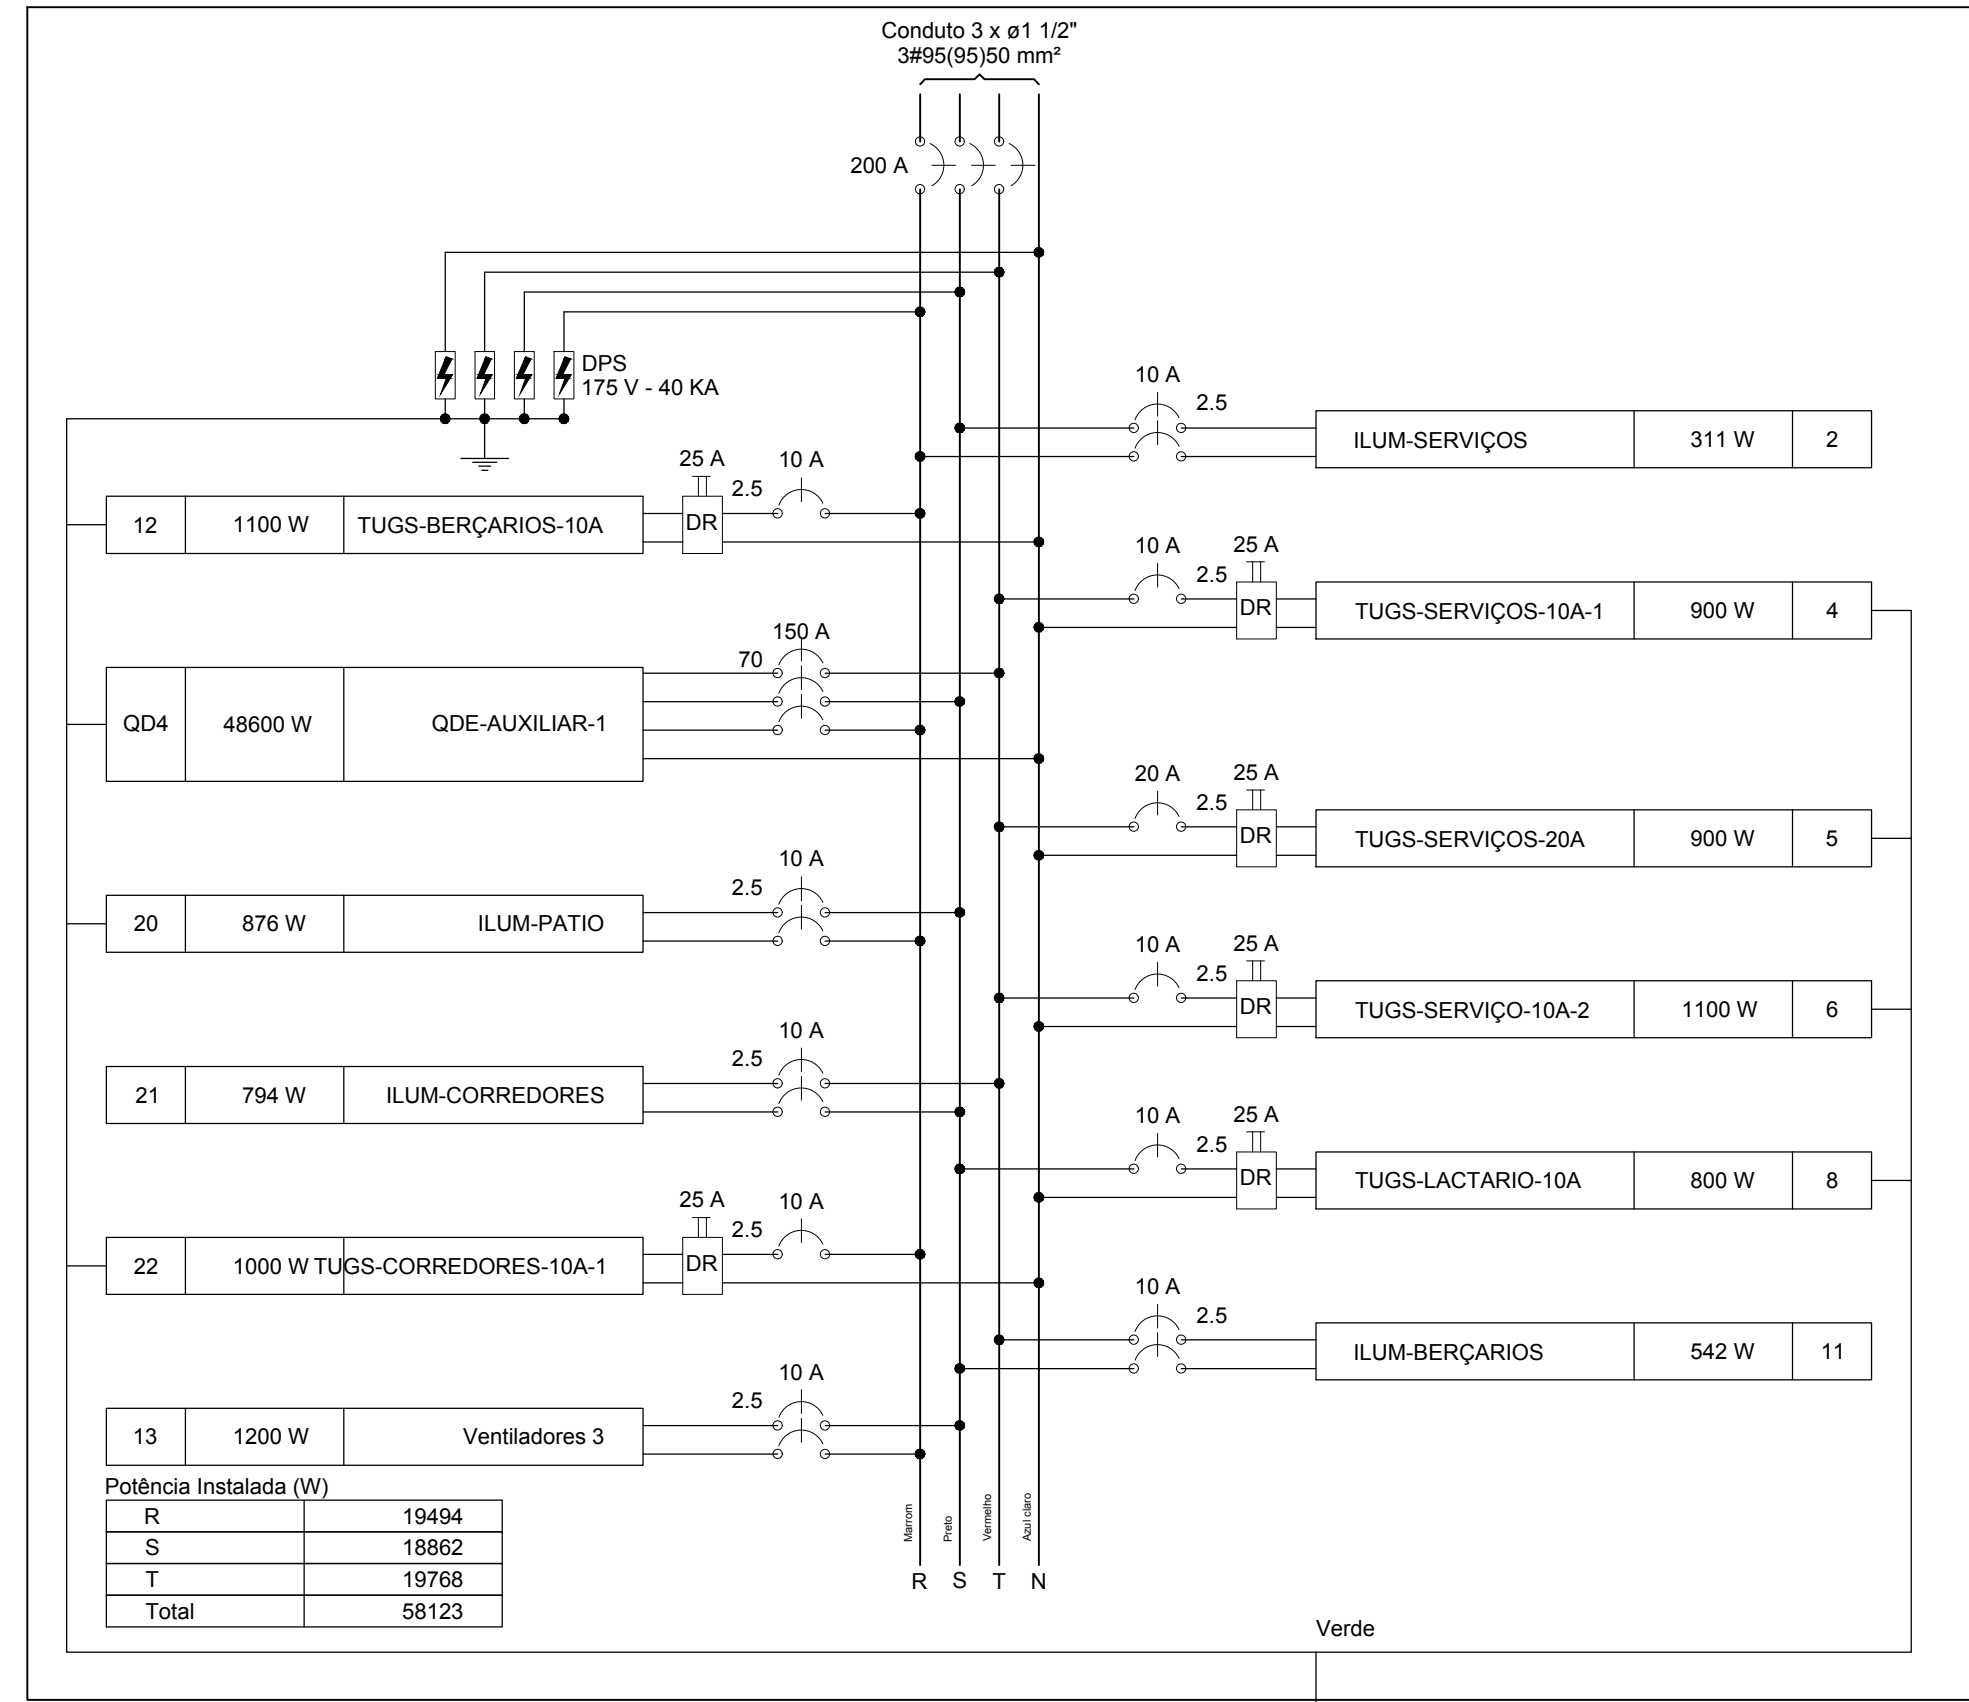 Conduto 3 x ø1 1/2"
3#95(95)50 mm²
200 A
DPS
175 V - 40 KA
10 A
2.5
ILUM-SERVIÇOS 311 W 2
25 A 10 A
2.5
12 1100 W TUGS-BERÇARIOS-10A DR
10 A 25 A
2.5
DR TUGS-SERVIÇOS-10A-1 900 W 4
150 A
70
QD4 48600 W QDE-AUXILIAR-1
20 A 25 A
2.5
DR TUGS-SERVIÇOS-20A 900 W 5
10 A
2.5
20 876 W ILUM-PATIO
10 A 25 A
2.5
DR TUGS-SERVIÇO-10A-2 1100 W 6
10 A
2.5
21 794 W ILUM-CORREDORES
10 A 25 A
2.5
DR TUGS-LACTARIO-10A 800 W 8
25 A 10 A
2.5
22 1000 W TUGS-CORREDORES-10A-1 DR
10 A
2.5
ILUM-BERÇARIOS 542 W 11
10 A
2.5
13 1200 W Ventiladores 3
Potência Instalada (W)
R 19494
S 18862
T 19768
Total 58123
Marrom
Preto
Vermelho
Azul claro
R S T N
Verde